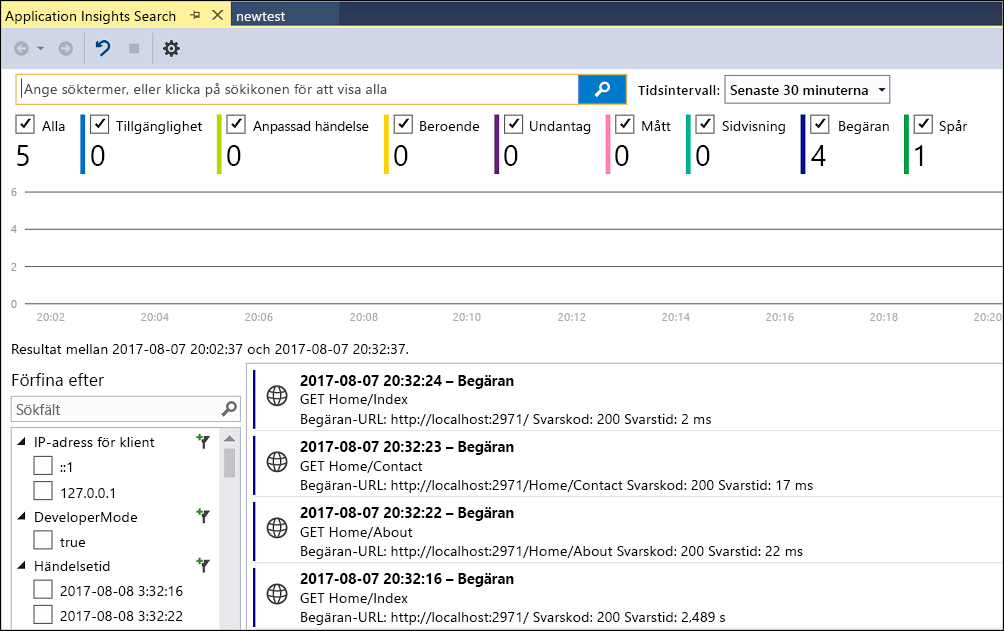 Application Insights Search
newtest
Ange söktermer, eller klicka på sökikonen för att visa alla
Tidsintervall: Senaste 30 minuterna
Alla Tillgänglighet Anpassad händelse Beroende Undantag Mått Sidvisning Begäran Spår
5 0 0 0 0 0 0 4 1
6
4
2
0
20:02 20:04 20:06 20:08 20:10 20:12 20:14 20:16 20:18 20:20
Resultat mellan 2017-08-07 20:02:37 och 2017-08-07 20:32:37.
Förfina efter
Sökfält
IP-adress för klient
::1
127.0.0.1
DeveloperMode
true
Händelsetid
2017-08-08 3:32:16
2017-08-08 3:32:22
2017-08-07 20:32:24 – Begäran
GET Home/Index
Begäran-URL: http://localhost:2971/ Svarskod: 200 Svarstid: 2 ms
2017-08-07 20:32:23 – Begäran
GET Home/Contact
Begäran-URL: http://localhost:2971/Home/Contact Svarskod: 200 Svarstid: 17 ms
2017-08-07 20:32:22 – Begäran
GET Home/About
Begäran-URL: http://localhost:2971/Home/About Svarskod: 200 Svarstid: 22 ms
2017-08-07 20:32:16 – Begäran
GET Home/Index
Begäran-URL: http://localhost:2971/ Svarskod: 200 Svarstid: 2,489 s